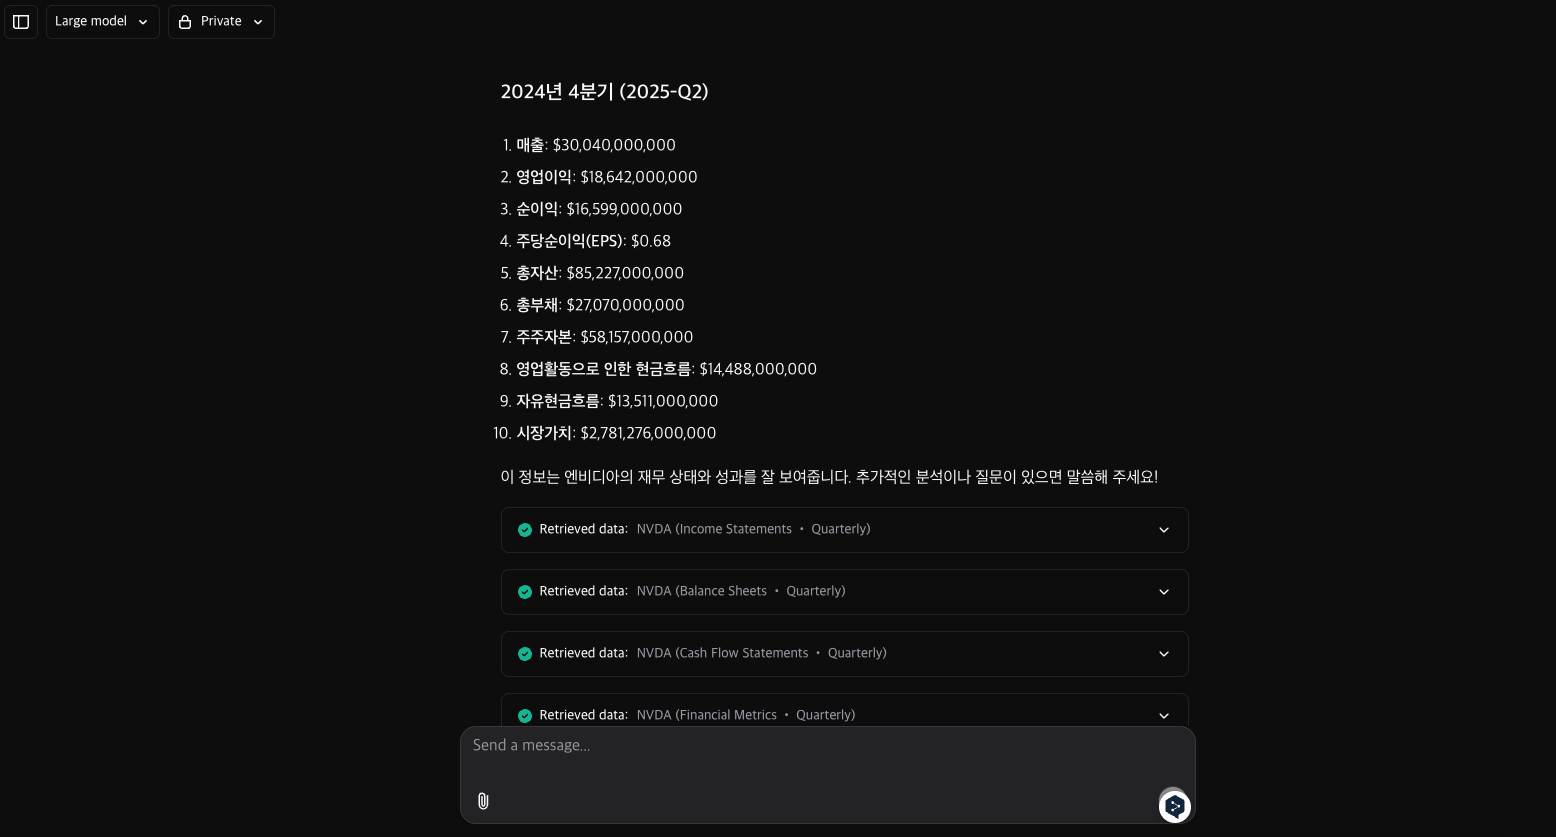 Large model
Private
2024년 4분기 (2025-Q2)
1. 매출: $30,040,000,000
2. 영업이익: $18,642,000,000
3. 순이익: $16,599,000,000
4. 주당순이익(EPS): $0.68
5. 총자산: $85,227,000,000
6. 총부채: $27,070,000,000
7. 주주자본: $58,157,000,000
8. 영업활동으로 인한 현금흐름: $14,488,000,000
9. 자유현금흐름: $13,511,000,000
10. 시장가치: $2,781,276,000,000
이 정보는 엔비디아의 재무 상태와 성과를 잘 보여줍니다. 추가적인 분석이나 질문이 있으면 말씀해 주세요!
Retrieved data: NVDA (Income Statements • Quarterly)
Retrieved data: NVDA (Balance Sheets • Quarterly)
Retrieved data: NVDA (Cash Flow Statements • Quarterly)
Retrieved data: NVDA (Financial Metrics • Quarterly)
Send a message...